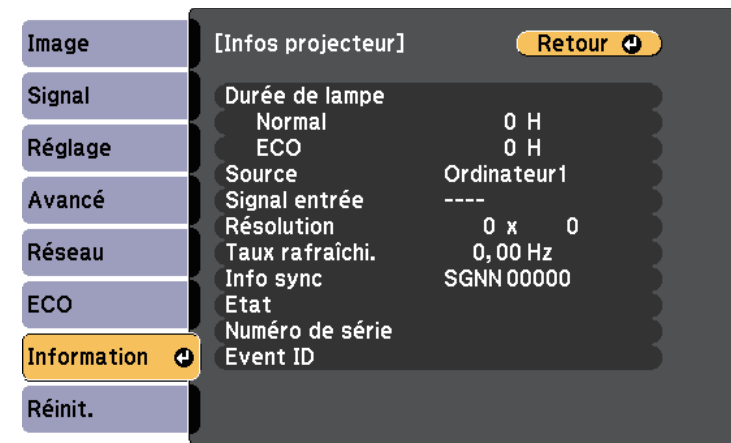 Image
Signal
Réglage
Avancé
Réseau
ECO
Information
Réinit.
[Infos projecteur]
Retour
Durée de lampe
Normal 0 H
ECO 0 H
Source Ordinateur1
Signal entrée ----
Résolution 0 x 0
Taux rafraîchi. 0,00 Hz
Info sync SGNN 00000
Etat
Numéro de série
Event ID